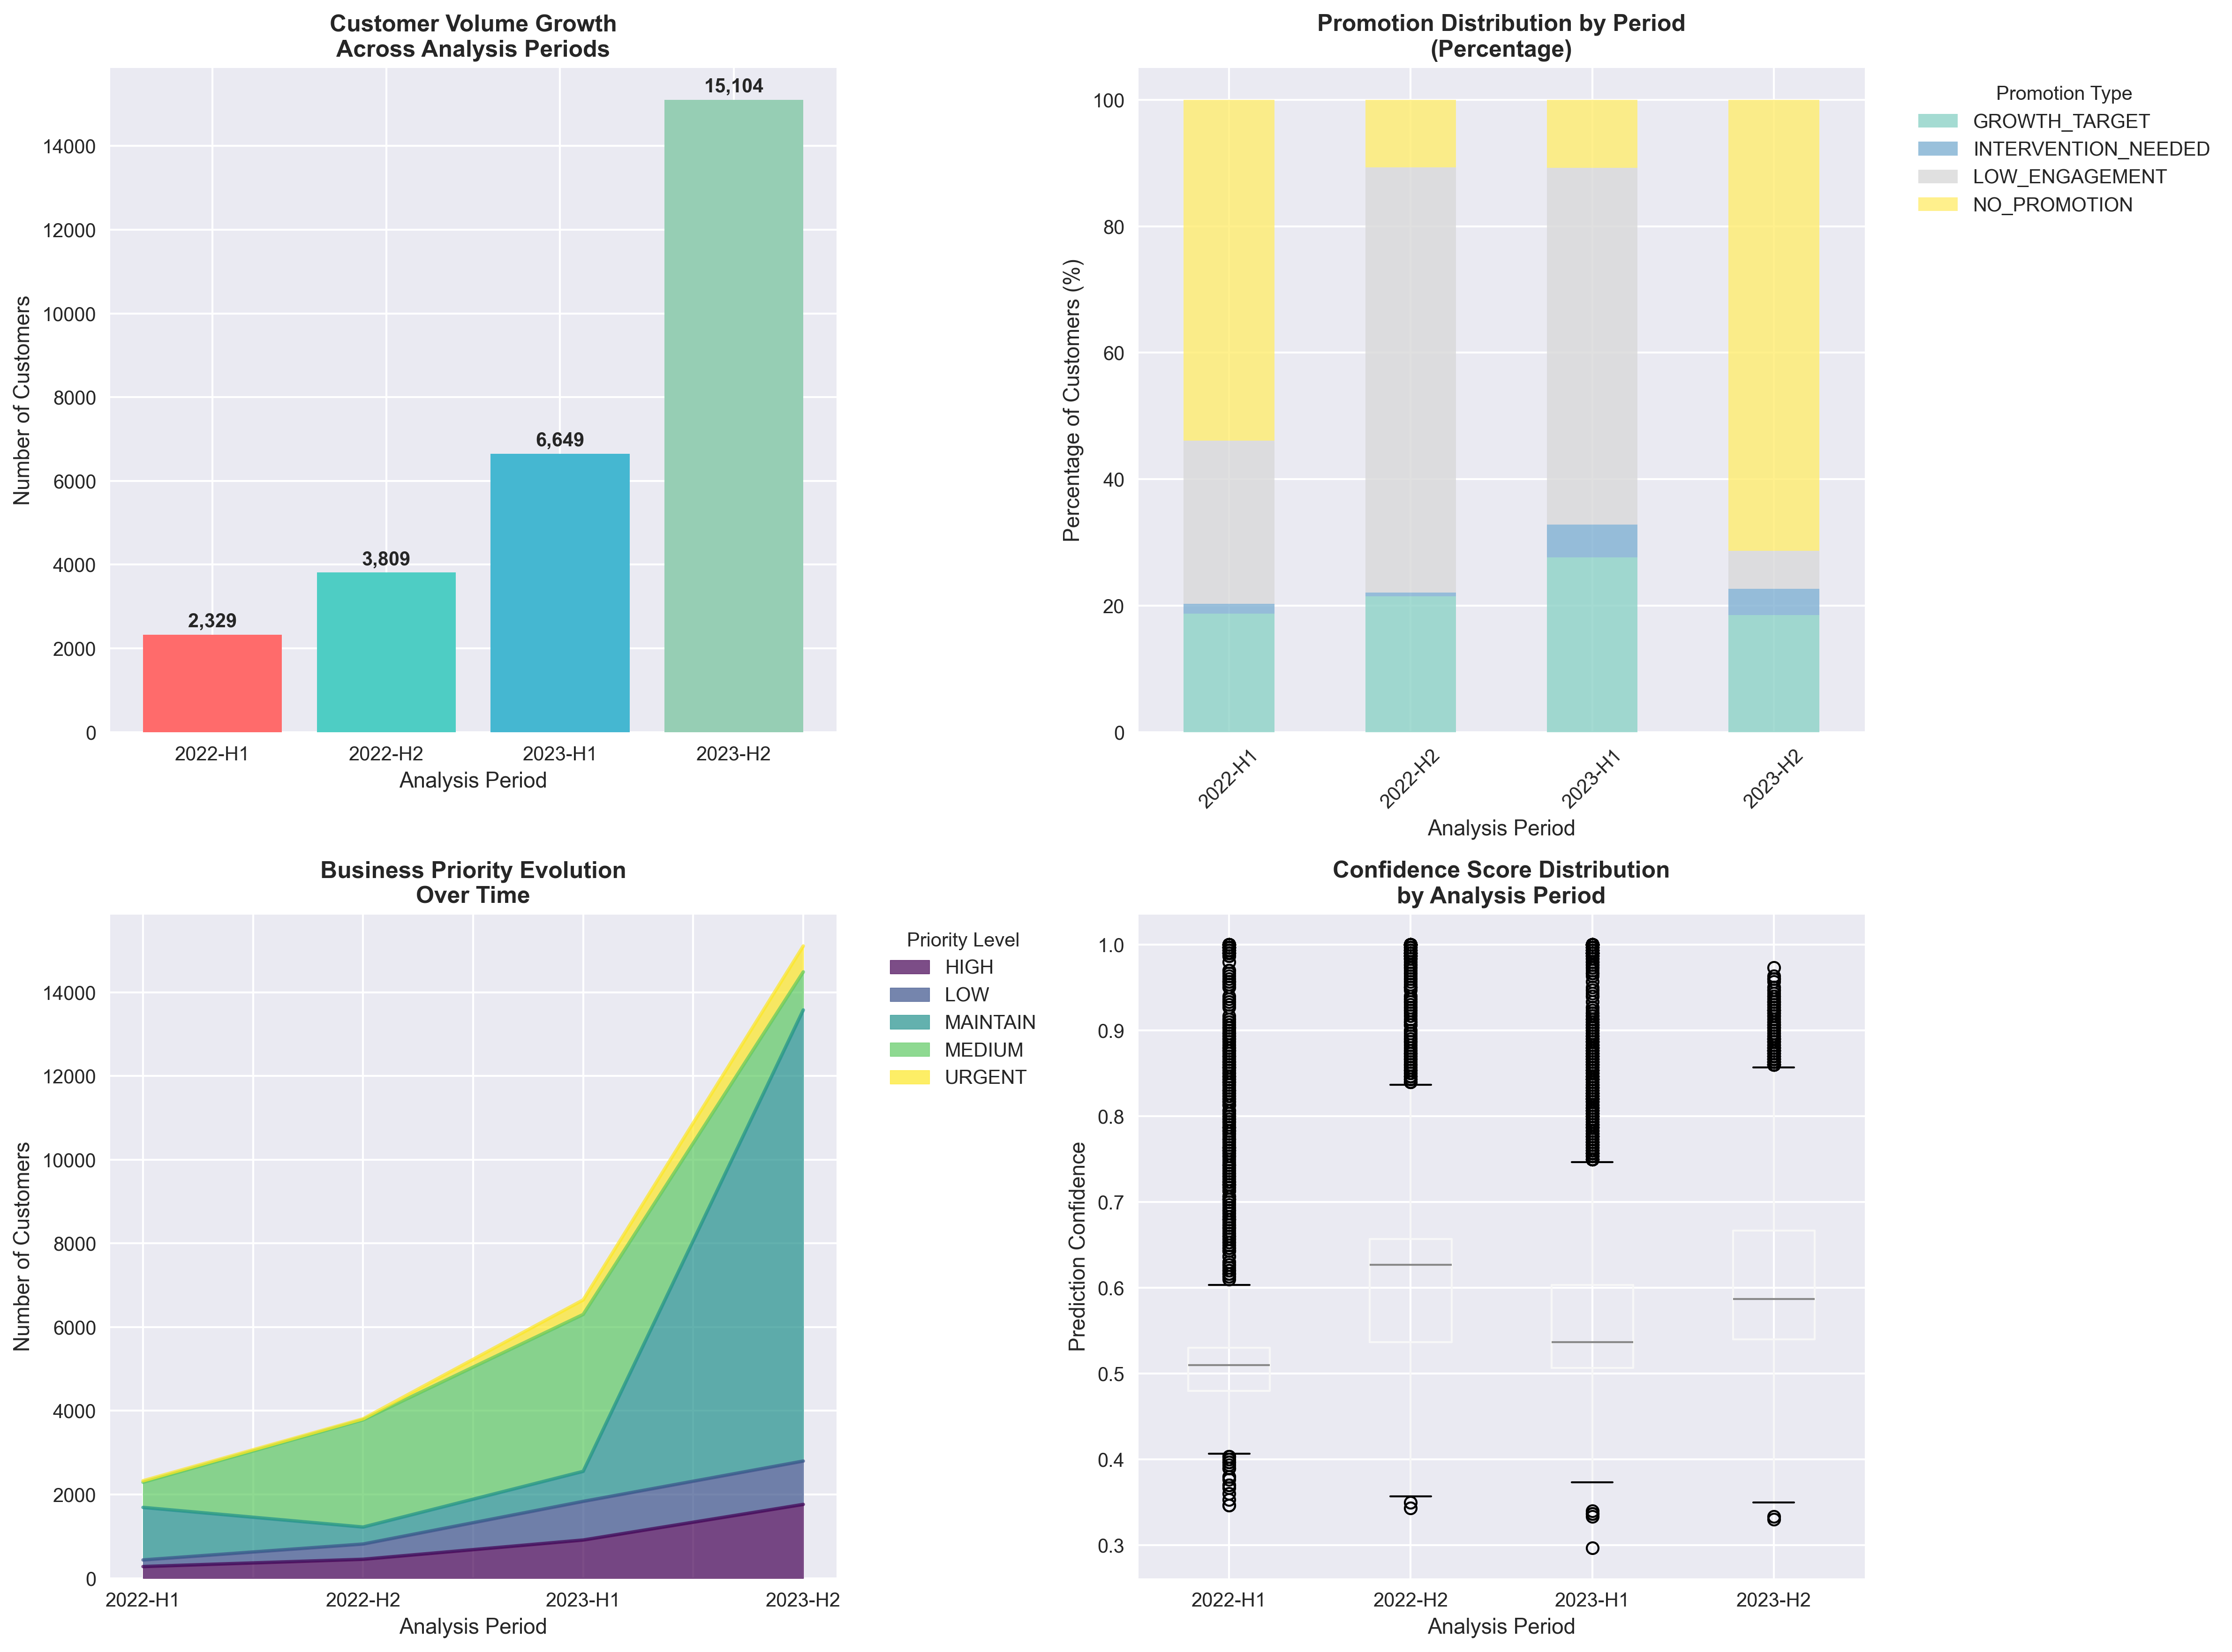 Customer Volume Growth
Across Analysis Periods
Number of Customers
14000
12000
10000
8000
6000
4000
2000
0
2,329
3,809
6,649
15,104
2022-H1
2022-H2
2023-H1
2023-H2
Analysis Period
Promotion Distribution by Period
(Percentage)
Percentage of Customers (%)
100
80
60
40
20
0
2022-H1
2022-H2
2023-H1
2023-H2
Analysis Period
Promotion Type
GROWTH_TARGET
INTERVENTION_NEEDED
LOW_ENGAGEMENT
NO_PROMOTION
Business Priority Evolution
Over Time
Number of Customers
14000
12000
10000
8000
6000
4000
2000
0
2022-H1
2022-H2
2023-H1
2023-H2
Analysis Period
Priority Level
HIGH
LOW
MAINTAIN
MEDIUM
URGENT
Confidence Score Distribution
by Analysis Period
Prediction Confidence
1.0
0.9
0.8
0.7
0.6
0.5
0.4
0.3
2022-H1
2022-H2
2023-H1
2023-H2
Analysis Period